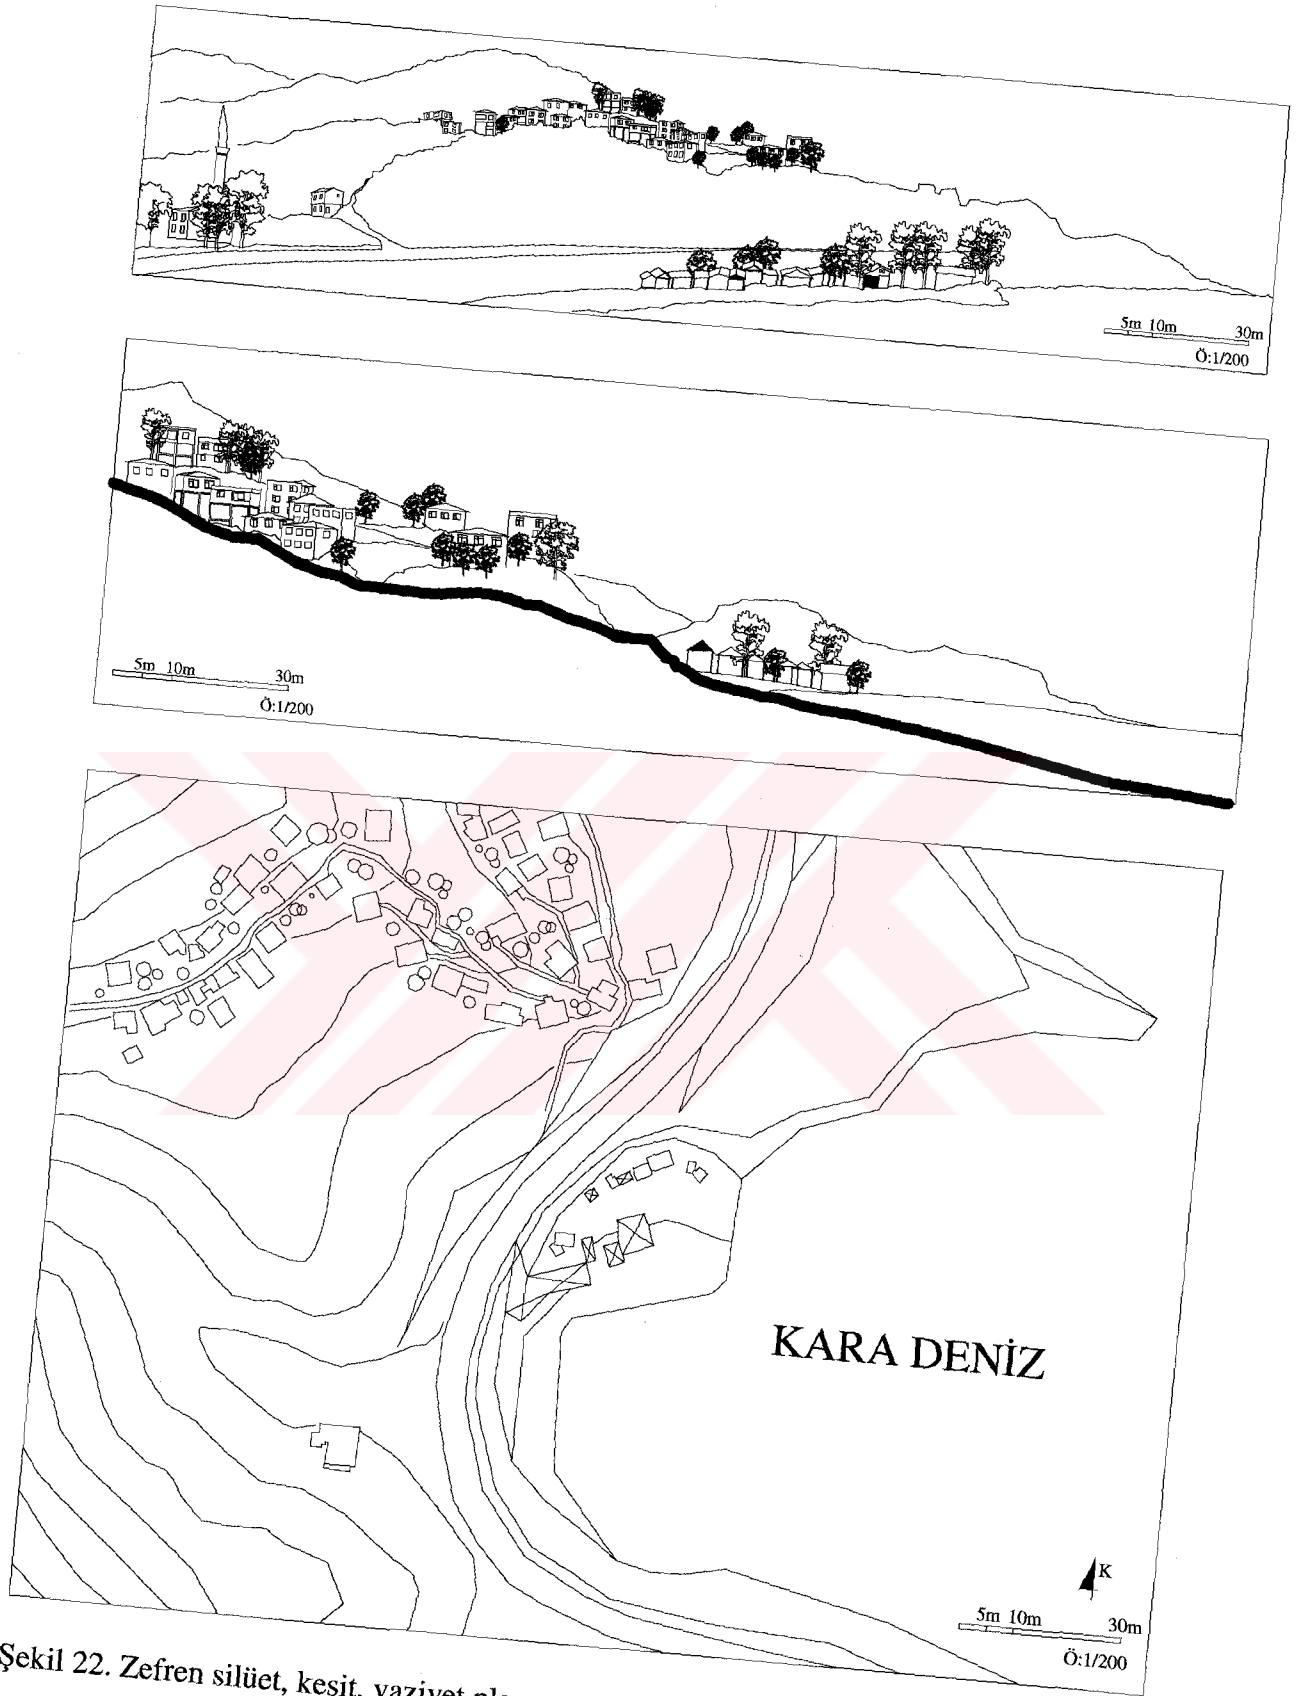 5m 10m 30m
Ö:1/200
5m 10m 30m
Ö:1/200
KARA DENİZ
K
5m 10m 30m
Ö:1/200
Şekil 22. Zefren silüet, kesit, vaziyet